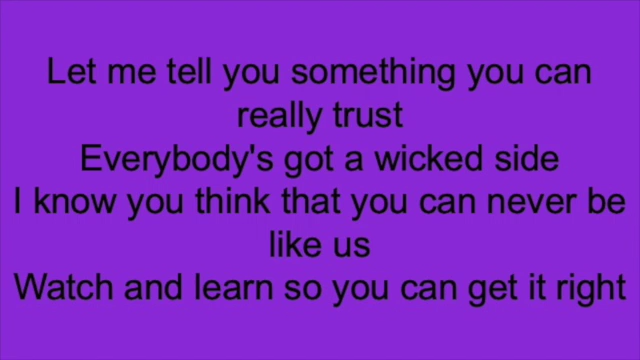 Let me tell you something you can
really trust
Everybody's got a wicked side
I know you think that you can never be
like us
Watch and learn so you can get it right